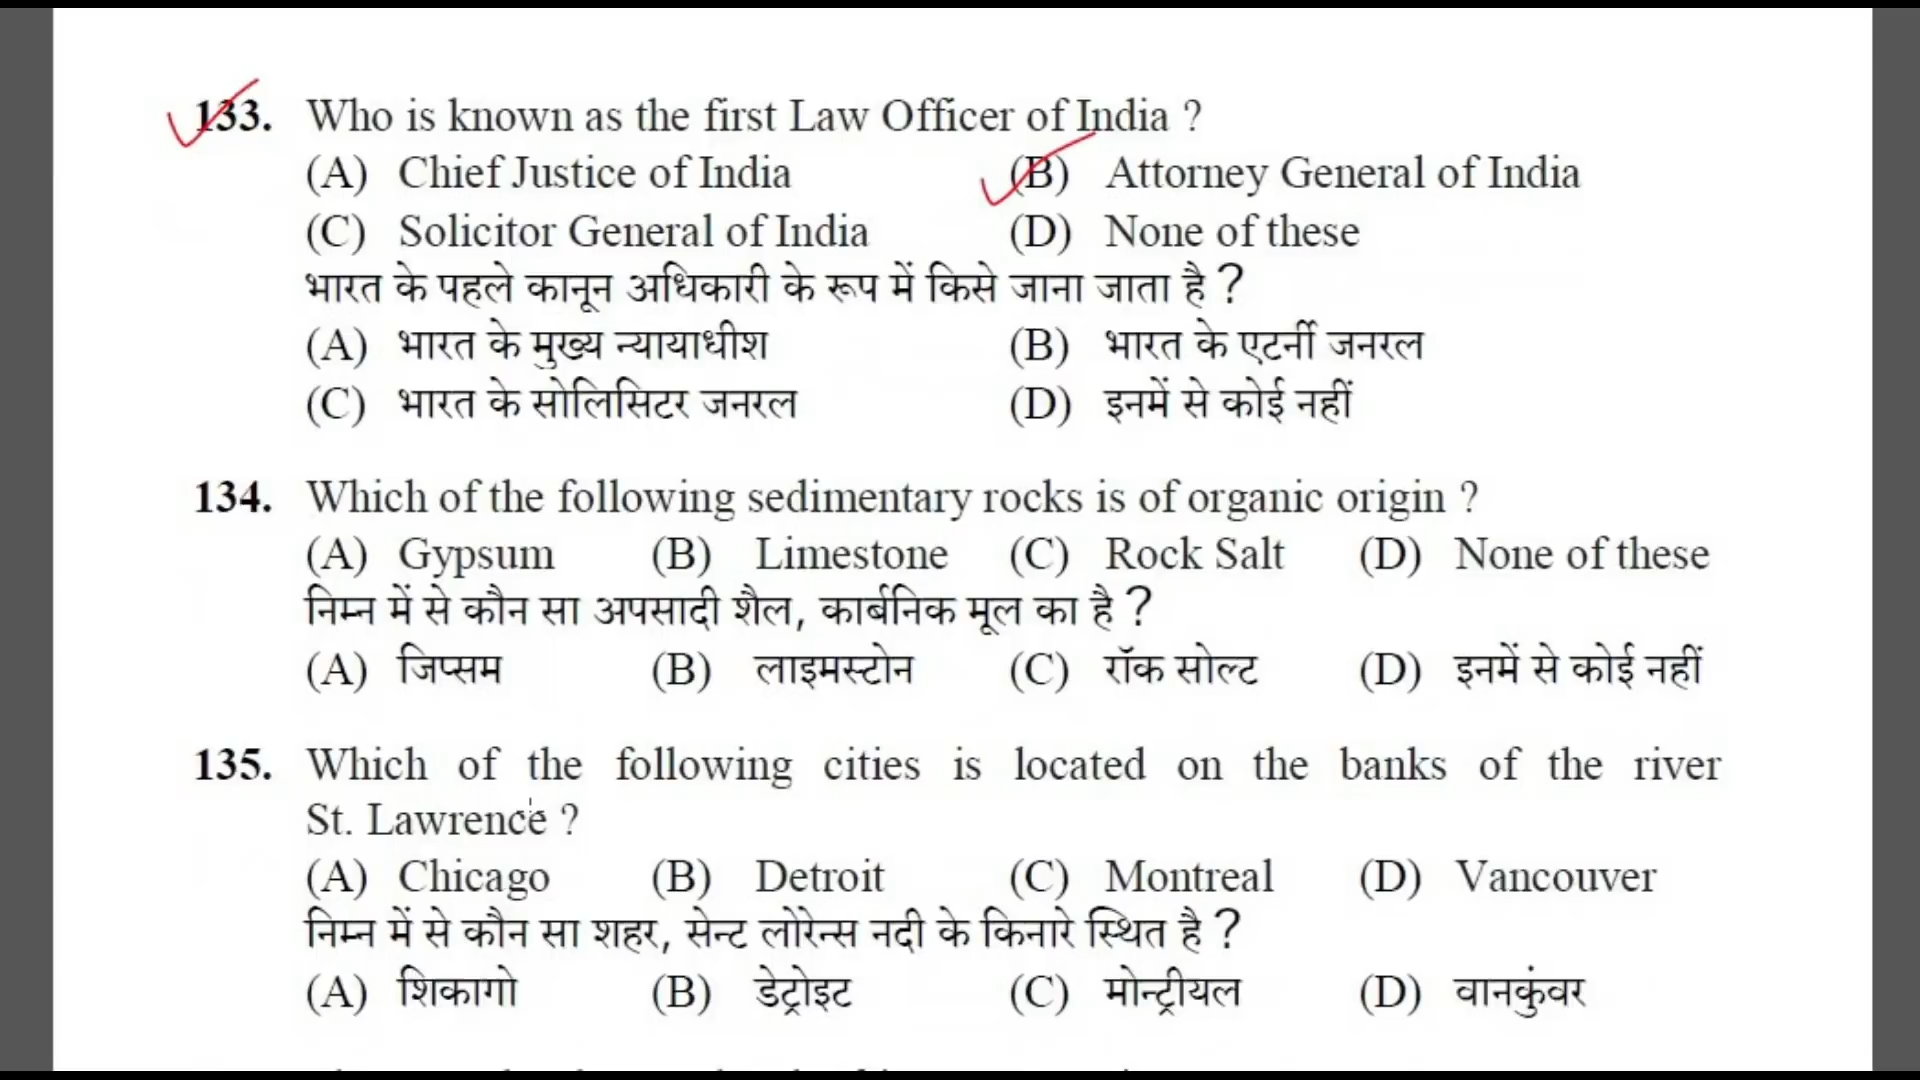 133. Who is known as the first Law Officer of India ?
(A) Chief Justice of India (B) Attorney General of India
(C) Solicitor General of India (D) None of these
भारत के पहले कानून अधिकारी के रूप में किसे जाना जाता है ?
(A) भारत के मुख्य न्यायाधीश (B) भारत के एटर्नी जनरल
(C) भारत के सोलिसिटर जनरल (D) इनमें से कोई नहीं
134. Which of the following sedimentary rocks is of organic origin ?
(A) Gypsum (B) Limestone (C) Rock Salt (D) None of these
निम्न में से कौन सा अपसादी शैल, कार्बनिक मूल का है ?
(A) जिप्सम (B) लाइमस्टोन (C) रॉक सोल्ट (D) इनमें से कोई नहीं
135. Which of the following cities is located on the banks of the river
St. Lawrence ?
(A) Chicago (B) Detroit (C) Montreal (D) Vancouver
निम्न में से कौन सा शहर, सेन्ट लोरेन्स नदी के किनारे स्थित है ?
(A) शिकागो (B) डेट्रोइट (C) मोन्ट्रीयल (D) वानकुंवर